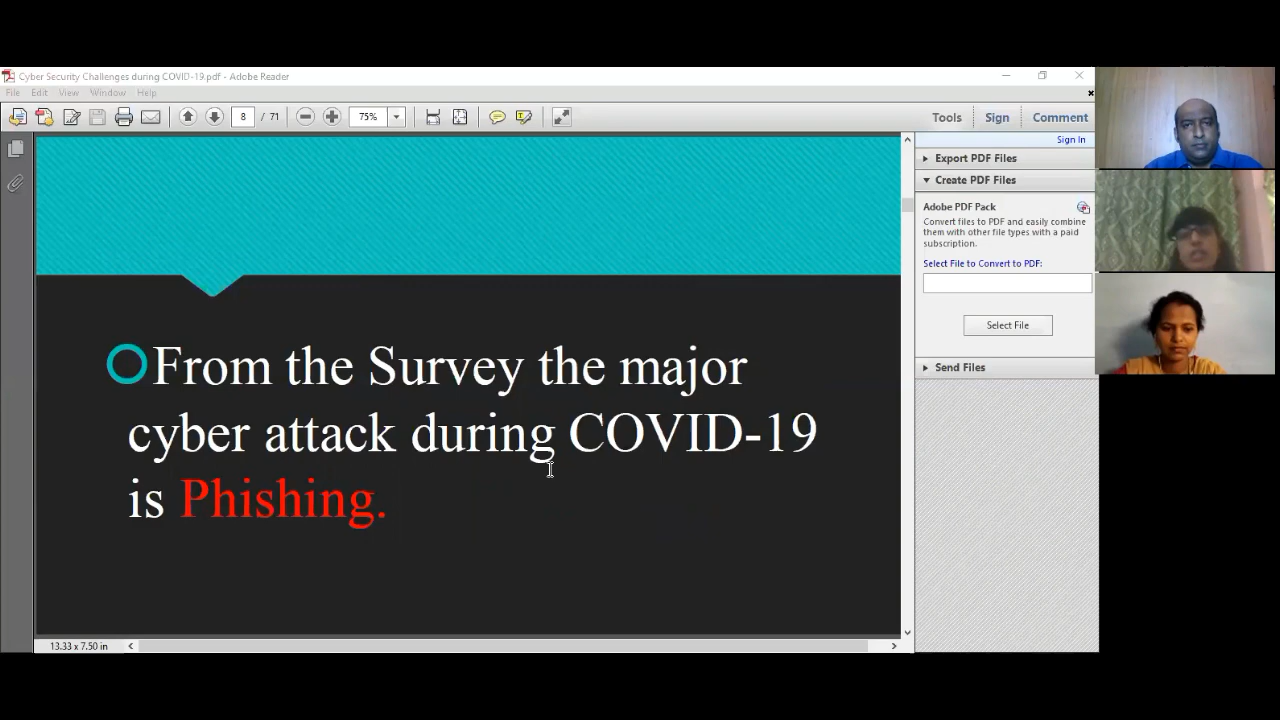 Cyber Security Challenges during COVID-19.pdf - Adobe Reader
File Edit View Window Help
8 / 71 75% Tools Sign Comment
Sign In
Export PDF Files
Create PDF Files
Adobe PDF Pack
Convert files to PDF and easily combine
them with other file types with a paid
subscription.
Select File to Convert to PDF:
Select File
Send Files
From the Survey the major
cyber attack during COVID-19
is Phishing.
13.33 x 7.50 in